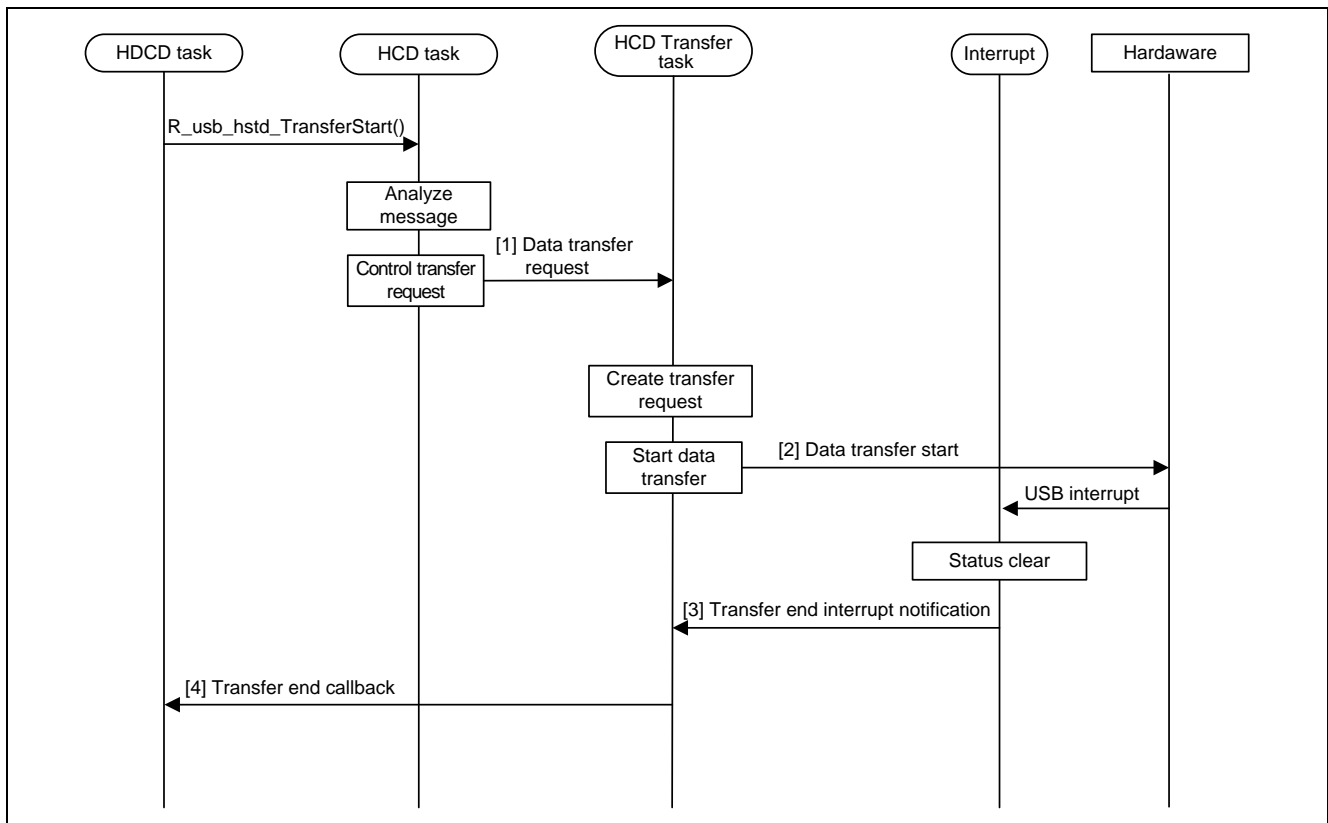 HDCD task
HCD task
HCD Transfer
task
Interrupt
Hardaware
R_usb_hstd_TransferStart()
Analyze
message
[1] Data transfer
request
Control transfer
request
Create transfer
request
Start data
transfer
[2] Data transfer start
USB interrupt
Status clear
[3] Transfer end interrupt notification
[4] Transfer end callback